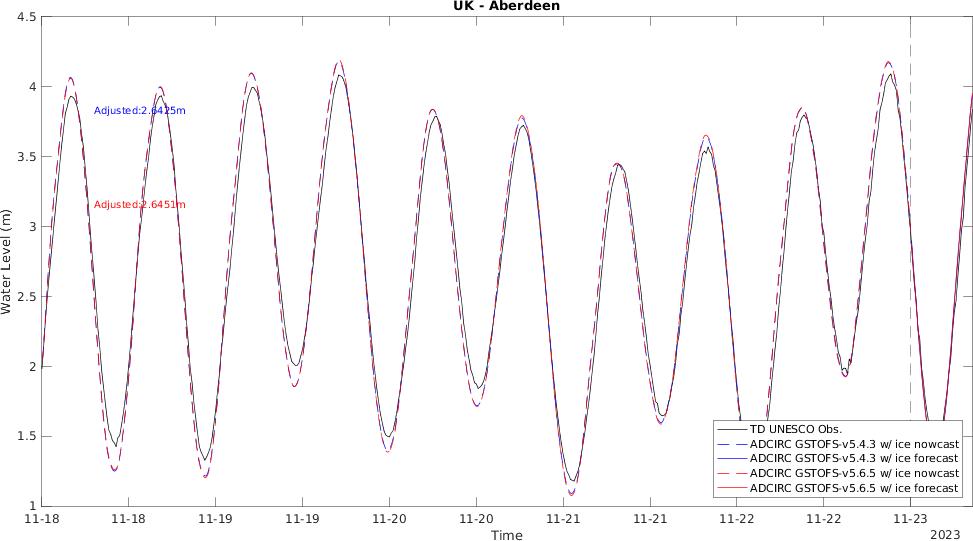 UK - Aberdeen
4.5
4
3.5
3
2.5
2
1.5
1
Water Level (m)
Adjusted:2.6425m
Adjusted:2.6451m
TD UNESCO Obs.
ADCIRC GSTOFS-v5.4.3 w/ ice nowcast
ADCIRC GSTOFS-v5.4.3 w/ ice forecast
ADCIRC GSTOFS-v5.6.5 w/ ice nowcast
ADCIRC GSTOFS-v5.6.5 w/ ice forecast
11-18 11-18 11-19 11-19 11-20 11-20 11-21 11-21 11-22 11-22 11-23
Time
2023